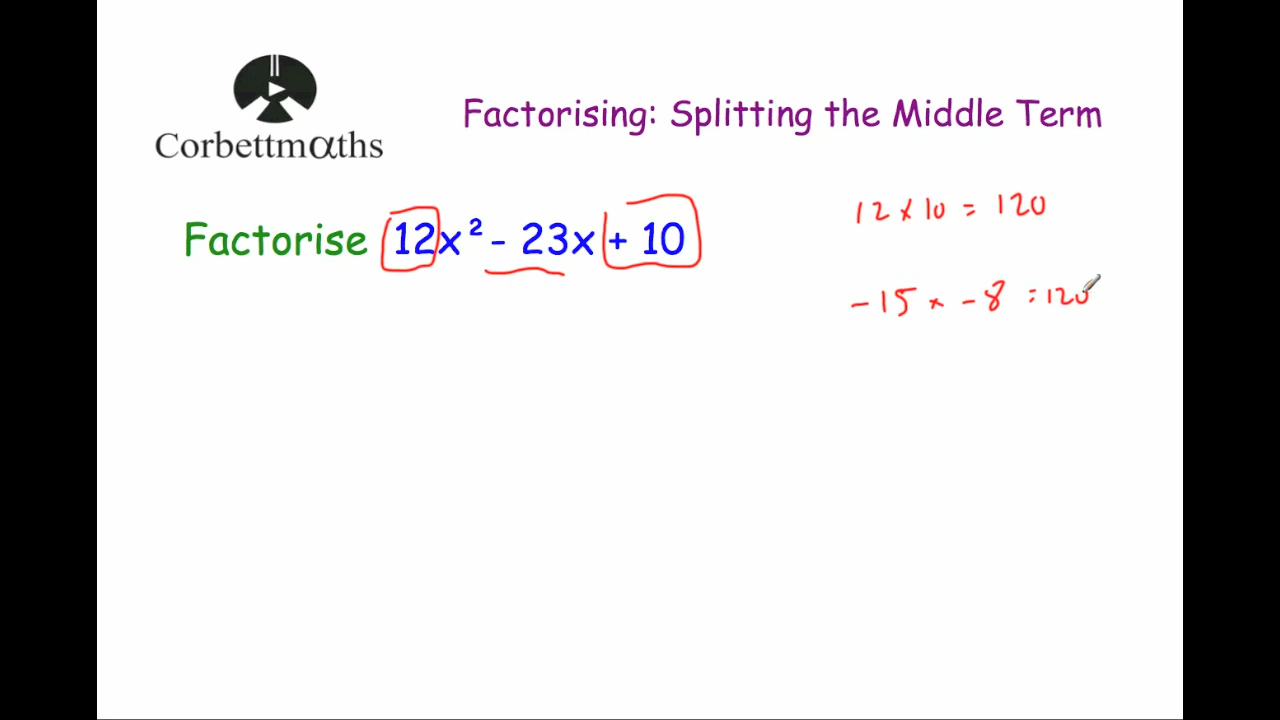 Corbettmαths
Factorising: Splitting the Middle Term
Factorise 12x² - 23x + 10
12 × 10 = 120
-15 × -8 = 120